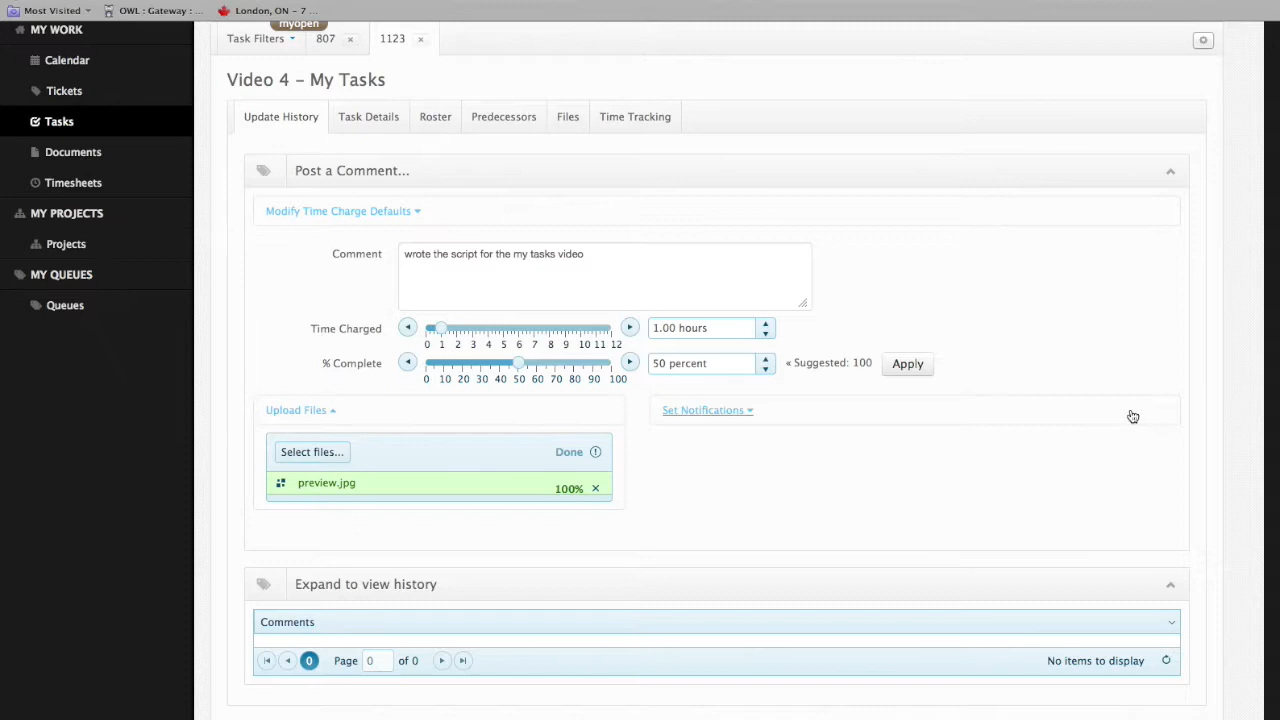 Most Visited
OWL : Gateway : ...
London, ON - 7 ...
MY WORK
Calendar
Tickets
Tasks
Documents
Timesheets
MY PROJECTS
Projects
MY QUEUES
Queues
myopen
Task Filters
807 ×
1123 ×
Video 4 - My Tasks
Update History
Task Details
Roster
Predecessors
Files
Time Tracking
Post a Comment...
Modify Time Charge Defaults
Comment
wrote the script for the my tasks video
Time Charged
0 1 2 3 4 5 6 7 8 9 10 11 12
1.00 hours
% Complete
0 10 20 30 40 50 60 70 80 90 100
50 percent
« Suggested: 100
Apply
Upload Files
Set Notifications
Select files...
Done
preview.jpg
100% ×
Expand to view history
Comments
0
Page 0 of 0
No items to display